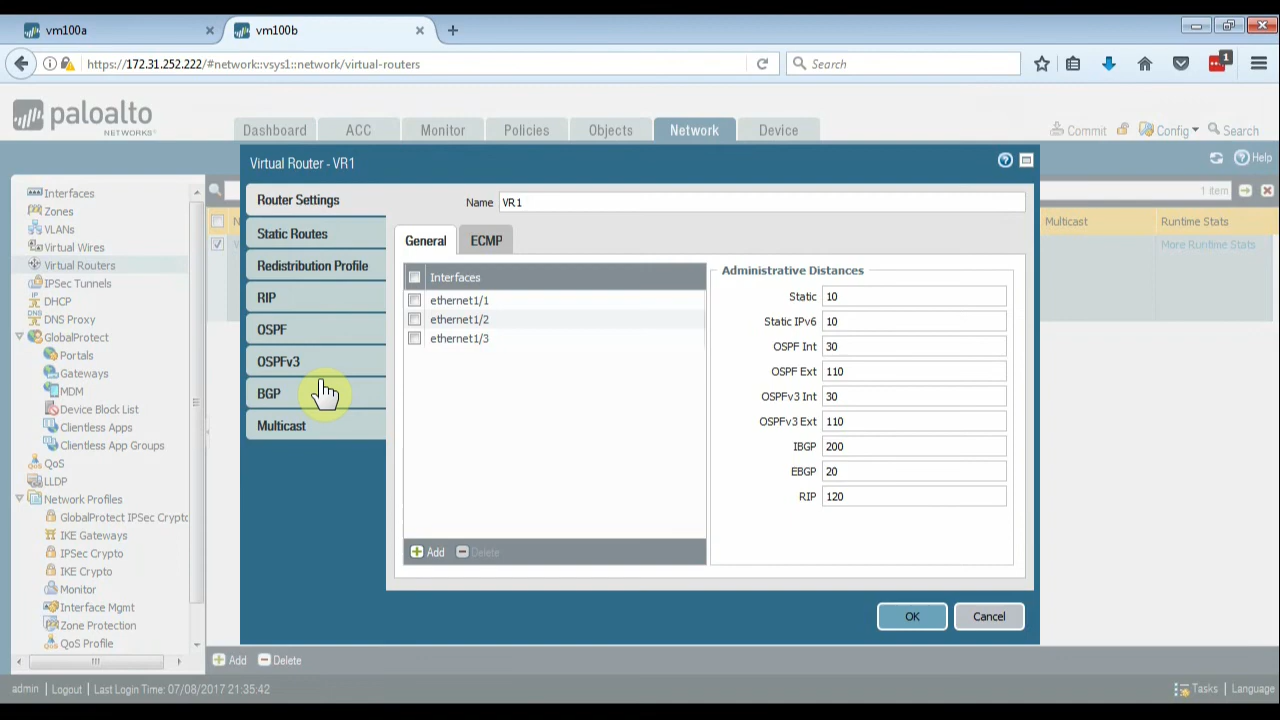 vm100a
vm100b
https://172.31.252.222/#network::vsys1::network/virtual-routers
Search
1
paloalto
NETWORKS
Dashboard
ACC
Monitor
Policies
Objects
Network
Device
Commit
Config
Search
Help
Virtual Router - VR1
1 item
Interfaces
Zones
VLANs
Virtual Wires
Virtual Routers
IPSec Tunnels
DHCP
DNS Proxy
GlobalProtect
Portals
Gateways
MDM
Device Block List
Clientless Apps
Clientless App Groups
QoS
LLDP
Network Profiles
GlobalProtect IPSec Crypto
IKE Gateways
IPSec Crypto
IKE Crypto
Monitor
Interface Mgmt
Zone Protection
QoS Profile
Multicast
Runtime Stats
More Runtime Stats
Router Settings
Static Routes
Redistribution Profile
RIP
OSPF
OSPFv3
BGP
Multicast
Name VR1
General
ECMP
Interfaces
ethernet1/1
ethernet1/2
ethernet1/3
Add
Delete
Administrative Distances
Static 10
Static IPv6 10
OSPF Int 30
OSPF Ext 110
OSPFv3 Int 30
OSPFv3 Ext 110
IBGP 200
EBGP 20
RIP 120
OK
Cancel
Add
Delete
admin | Logout | Last Login Time: 07/08/2017 21:35:42
Tasks | Language